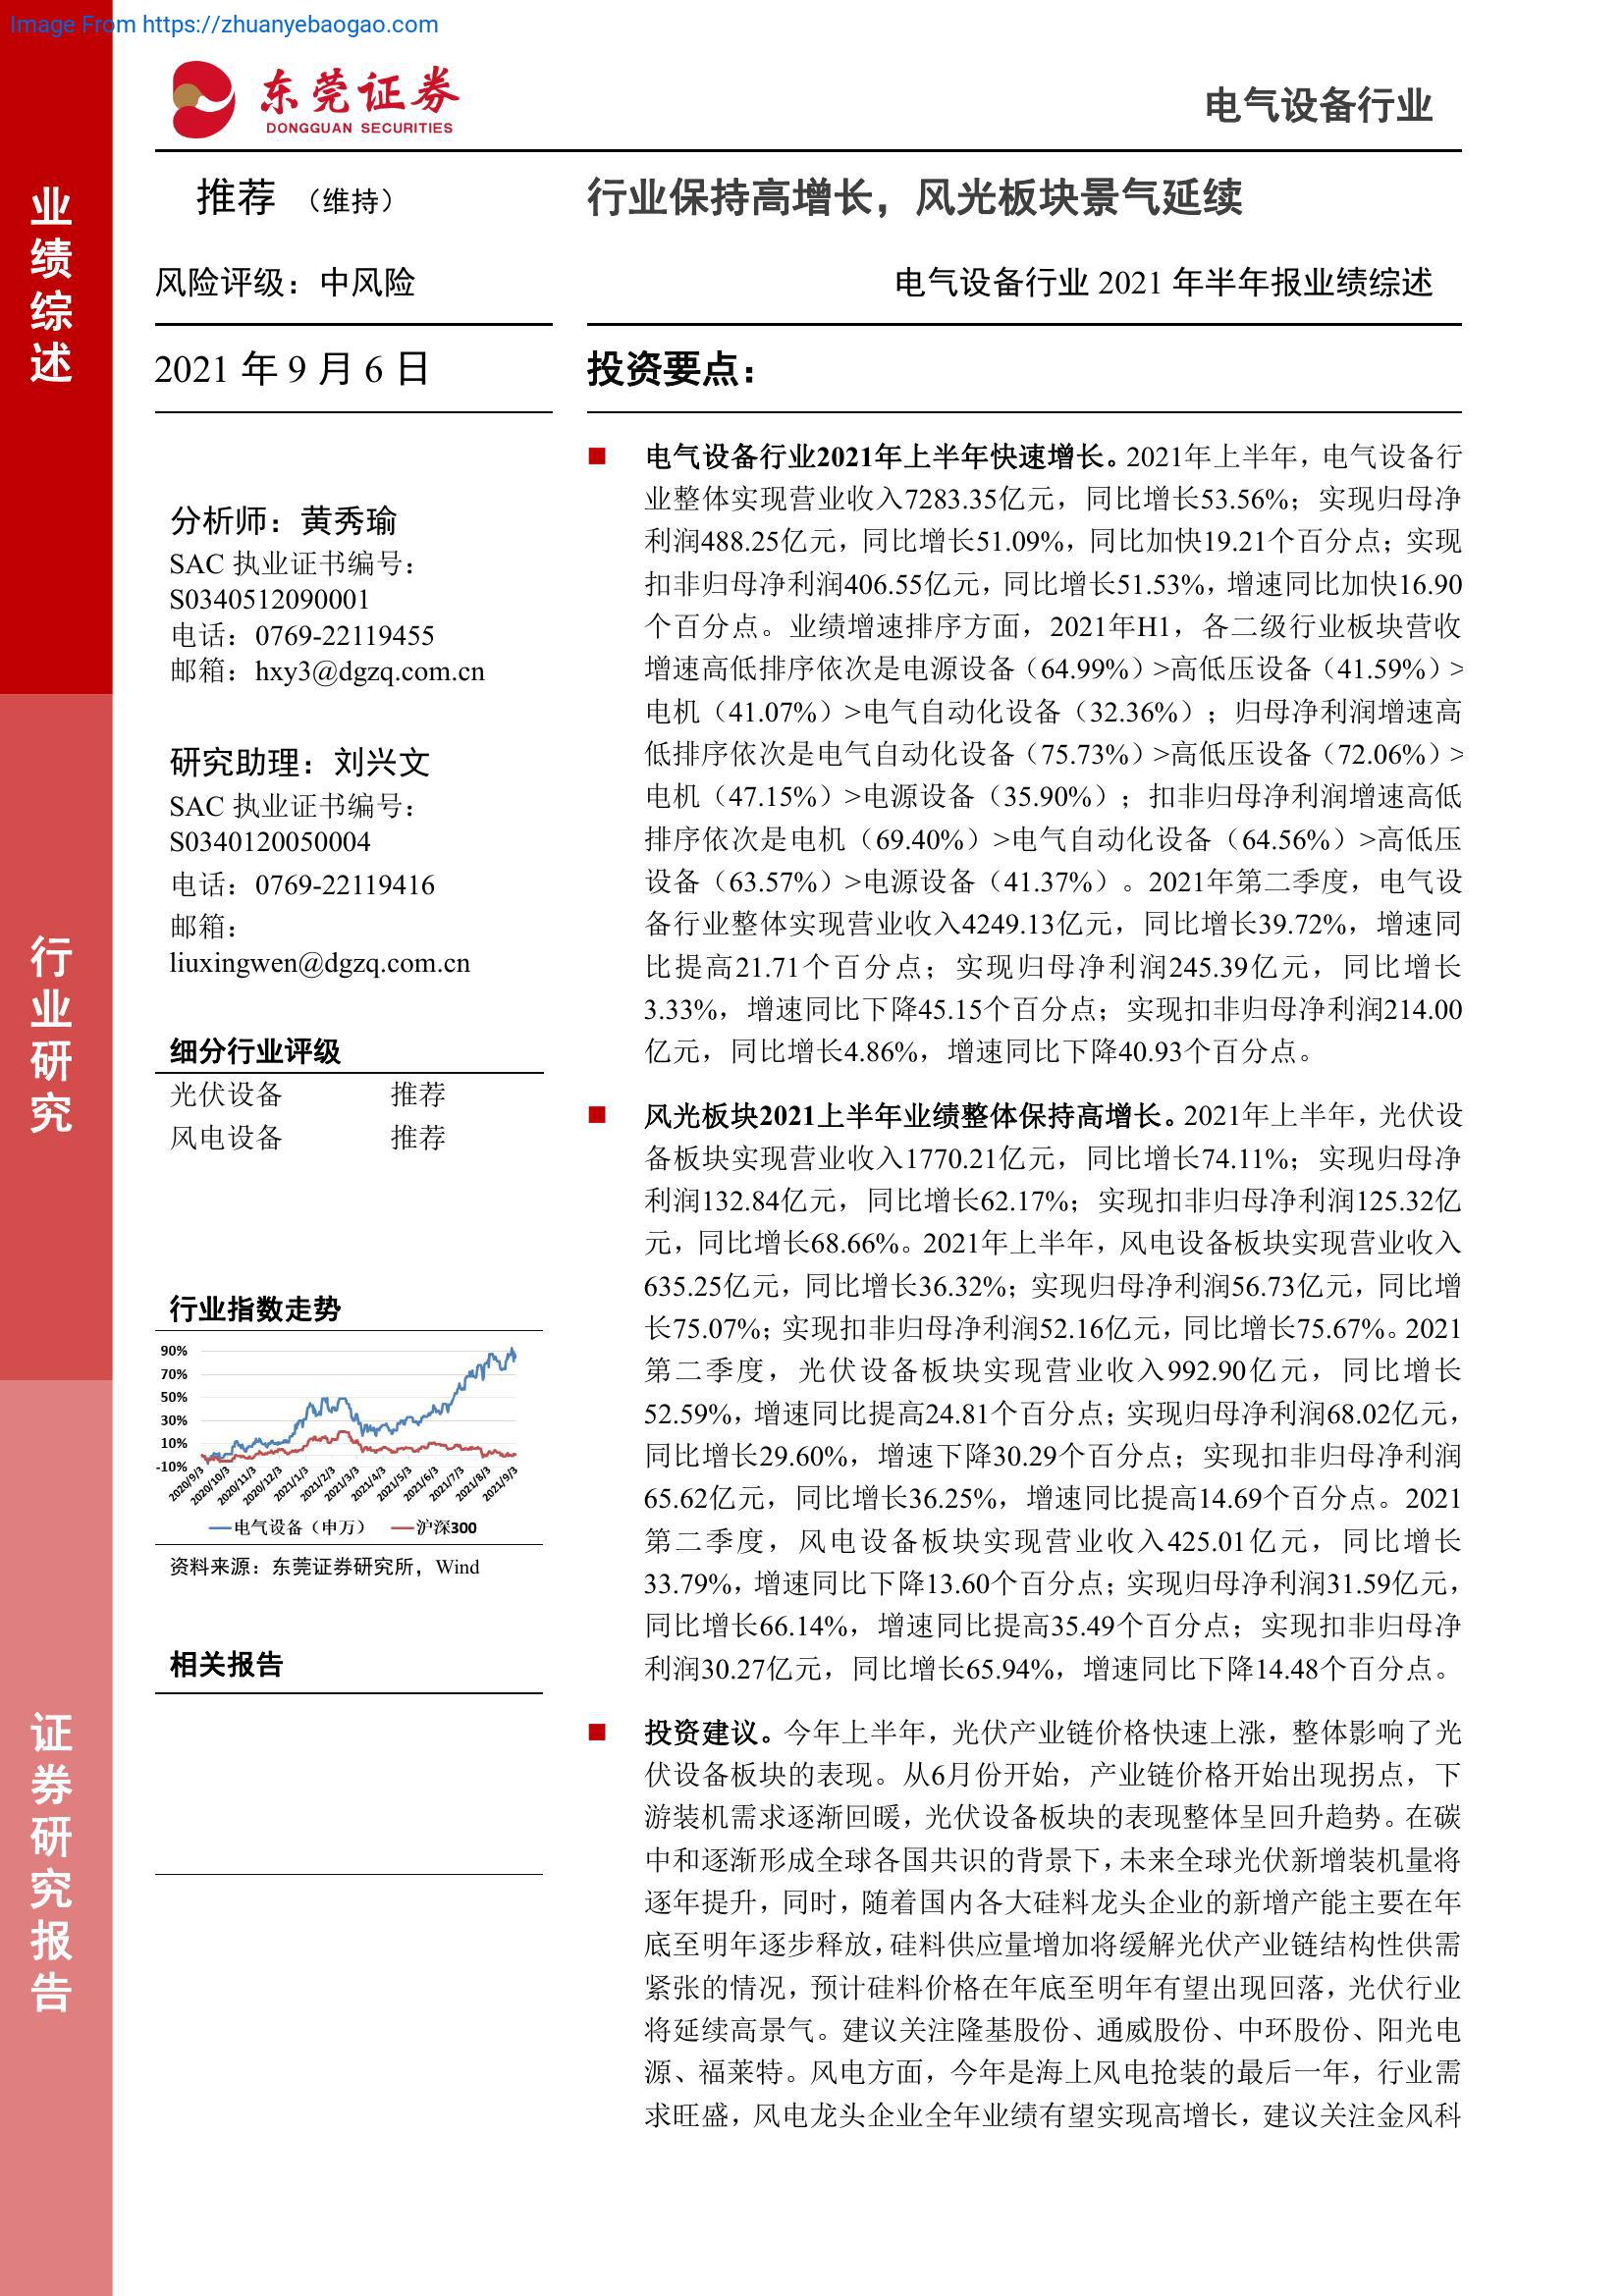 Image From https://zhuanyebaogao.com
东莞证券
DONGGUAN SECURITIES
电气设备行业
业绩综述
行业研究
证券研究报告
推荐 （维持）
风险评级：中风险
2021 年 9 月 6 日
分析师：黄秀瑜
SAC 执业证书编号：
S0340512090001
电话：0769-22119455
邮箱：hxy3@dgzq.com.cn
研究助理：刘兴文
SAC 执业证书编号：
S0340120050004
电话：0769-22119416
邮箱：
liuxingwen@dgzq.com.cn
细分行业评级
光伏设备 推荐
风电设备 推荐
行业指数走势
90%
70%
50%
30%
10%
-10%
2020/9/3 2020/10/3 2020/11/3 2020/12/3 2021/1/3 2021/2/3 2021/3/3 2021/4/3 2021/5/3 2021/6/3 2021/7/3 2021/8/3 2021/9/3
电气设备（申万） 沪深300
资料来源：东莞证券研究所，Wind
相关报告
行业保持高增长，风光板块景气延续
电气设备行业 2021 年半年报业绩综述
投资要点：
■ 电气设备行业2021年上半年快速增长。2021年上半年，电气设备行
业整体实现营业收入7283.35亿元，同比增长53.56%；实现归母净
利润488.25亿元，同比增长51.09%，同比加快19.21个百分点；实现
扣非归母净利润406.55亿元，同比增长51.53%，增速同比加快16.90
个百分点。业绩增速排序方面，2021年H1，各二级行业板块营收
增速高低排序依次是电源设备（64.99%）>高低压设备（41.59%）>
电机（41.07%）>电气自动化设备（32.36%）；归母净利润增速高
低排序依次是电气自动化设备（75.73%）>高低压设备（72.06%）>
电机（47.15%）>电源设备（35.90%）；扣非归母净利润增速高低
排序依次是电机（69.40%）>电气自动化设备（64.56%）>高低压
设备（63.57%）>电源设备（41.37%）。2021年第二季度，电气设
备行业整体实现营业收入4249.13亿元，同比增长39.72%，增速同
比提高21.71个百分点；实现归母净利润245.39亿元，同比增长
3.33%，增速同比下降45.15个百分点；实现扣非归母净利润214.00
亿元，同比增长4.86%，增速同比下降40.93个百分点。
■ 风光板块2021上半年业绩整体保持高增长。2021年上半年，光伏设
备板块实现营业收入1770.21亿元，同比增长74.11%；实现归母净
利润132.84亿元，同比增长62.17%；实现扣非归母净利润125.32亿
元，同比增长68.66%。2021年上半年，风电设备板块实现营业收入
635.25亿元，同比增长36.32%；实现归母净利润56.73亿元，同比增
长75.07%；实现扣非归母净利润52.16亿元，同比增长75.67%。2021
第二季度，光伏设备板块实现营业收入992.90亿元，同比增长
52.59%，增速同比提高24.81个百分点；实现归母净利润68.02亿元，
同比增长29.60%，增速下降30.29个百分点；实现扣非归母净利润
65.62亿元，同比增长36.25%，增速同比提高14.69个百分点。2021
第二季度，风电设备板块实现营业收入425.01亿元，同比增长
33.79%，增速同比下降13.60个百分点；实现归母净利润31.59亿元，
同比增长66.14%，增速同比提高35.49个百分点；实现扣非归母净
利润30.27亿元，同比增长65.94%，增速同比下降14.48个百分点。
■ 投资建议。今年上半年，光伏产业链价格快速上涨，整体影响了光
伏设备板块的表现。从6月份开始，产业链价格开始出现拐点，下
游装机需求逐渐回暖，光伏设备板块的表现整体呈回升趋势。在碳
中和逐渐形成全球各国共识的背景下，未来全球光伏新增装机量将
逐年提升，同时，随着国内各大硅料龙头企业的新增产能主要在年
底至明年逐步释放，硅料供应量增加将缓解光伏产业链结构性供需
紧张的情况，预计硅料价格在年底至明年有望出现回落，光伏行业
将延续高景气。建议关注隆基股份、通威股份、中环股份、阳光电
源、福莱特。风电方面，今年是海上风电抢装的最后一年，行业需
求旺盛，风电龙头企业全年业绩有望实现高增长，建议关注金风科